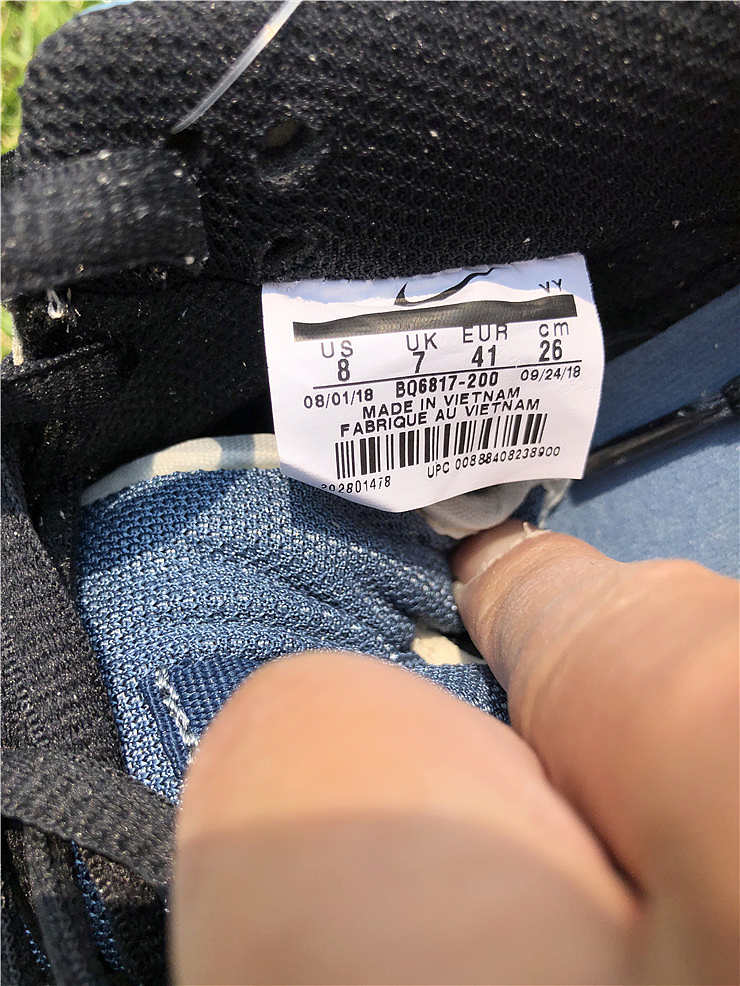 YY
US UK EUR cm
8 7 41 26
08/01/18 BQ6817-200 09/24/18
MADE IN VIETNAM
FABRIQUE AU VIETNAM
UPC 00888408238900